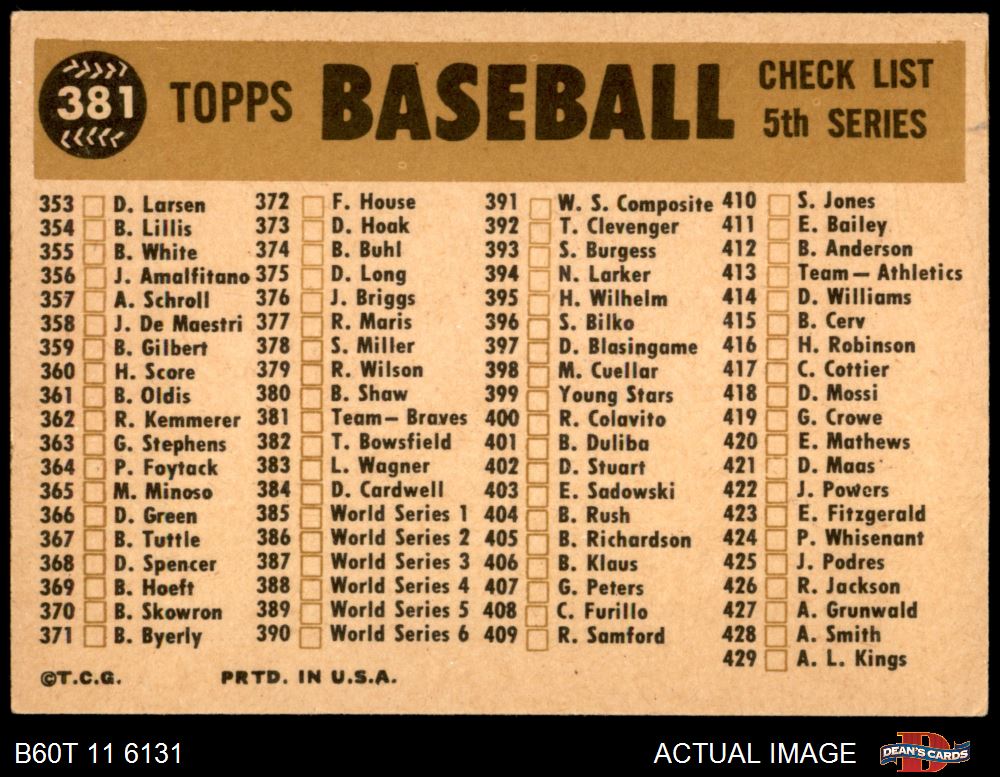 381 TOPPS BASEBALL CHECK LIST
5th SERIES
353 D. Larsen
354 B. Lillis
355 B. White
356 J. Amalfitano
357 A. Schroll
358 J. De Maestri
359 B. Gilbert
360 H. Score
361 B. Oldis
362 R. Kemmerer
363 G. Stephens
364 P. Foytack
365 M. Minoso
366 D. Green
367 B. Tuttle
368 D. Spencer
369 B. Hoeft
370 B. Skowron
371 B. Byerly
372 F. House
373 D. Hoak
374 B. Buhl
375 D. Long
376 J. Briggs
377 R. Maris
378 S. Miller
379 R. Wilson
380 B. Shaw
381 Team— Braves
382 T. Bowsfield
383 L. Wagner
384 D. Cardwell
385 World Series 1
386 World Series 2
387 World Series 3
388 World Series 4
389 World Series 5
390 World Series 6
391 W. S. Composite
392 T. Clevenger
393 S. Burgess
394 N. Larker
395 H. Wilhelm
396 S. Bilko
397 D. Blasingame
398 M. Cuellar
399 Young Stars
400 R. Colavito
401 B. Duliba
402 D. Stuart
403 E. Sadowski
404 B. Rush
405 B. Richardson
406 B. Klaus
407 G. Peters
408 C. Furillo
409 R. Samford
410 S. Jones
411 E. Bailey
412 B. Anderson
413 Team— Athletics
414 D. Williams
415 B. Cerv
416 H. Robinson
417 C. Cottier
418 D. Mossi
419 G. Crowe
420 E. Mathews
421 D. Maas
422 J. Powers
423 E. Fitzgerald
424 P. Whisenant
425 J. Podres
426 R. Jackson
427 A. Grunwald
428 A. Smith
429 A. L. Kings
©T.C.G. PRTD. IN U.S.A.
B60T 11 6131 ACTUAL IMAGE D DEAN'S CARDS